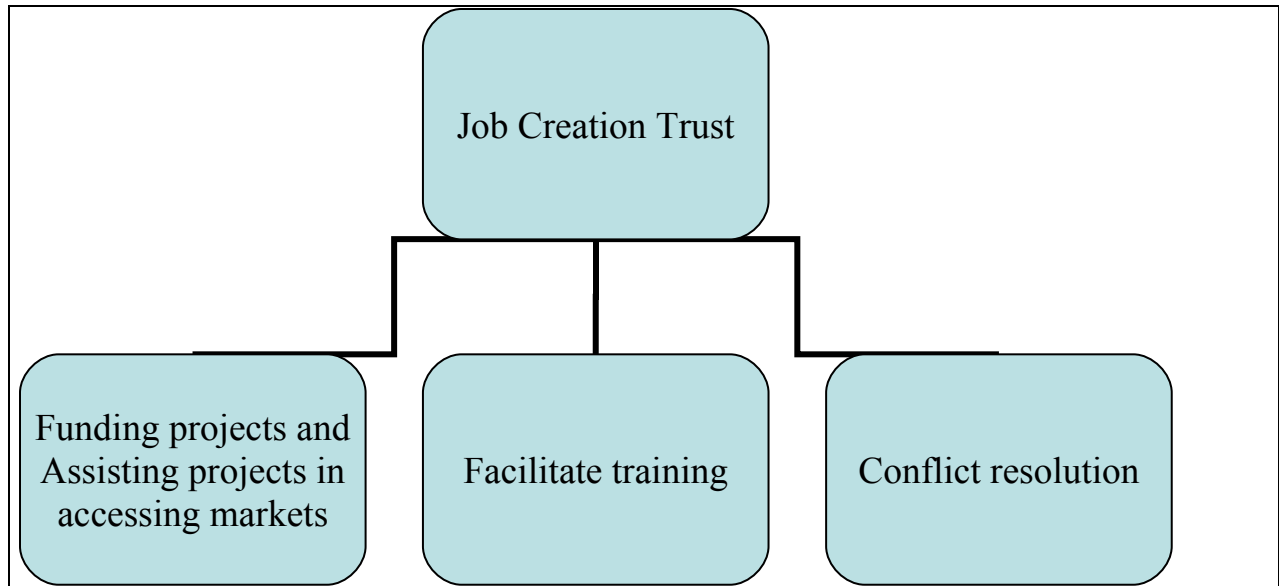 Job Creation Trust
Funding projects and
Assisting projects in
accessing markets
Facilitate training
Conflict resolution